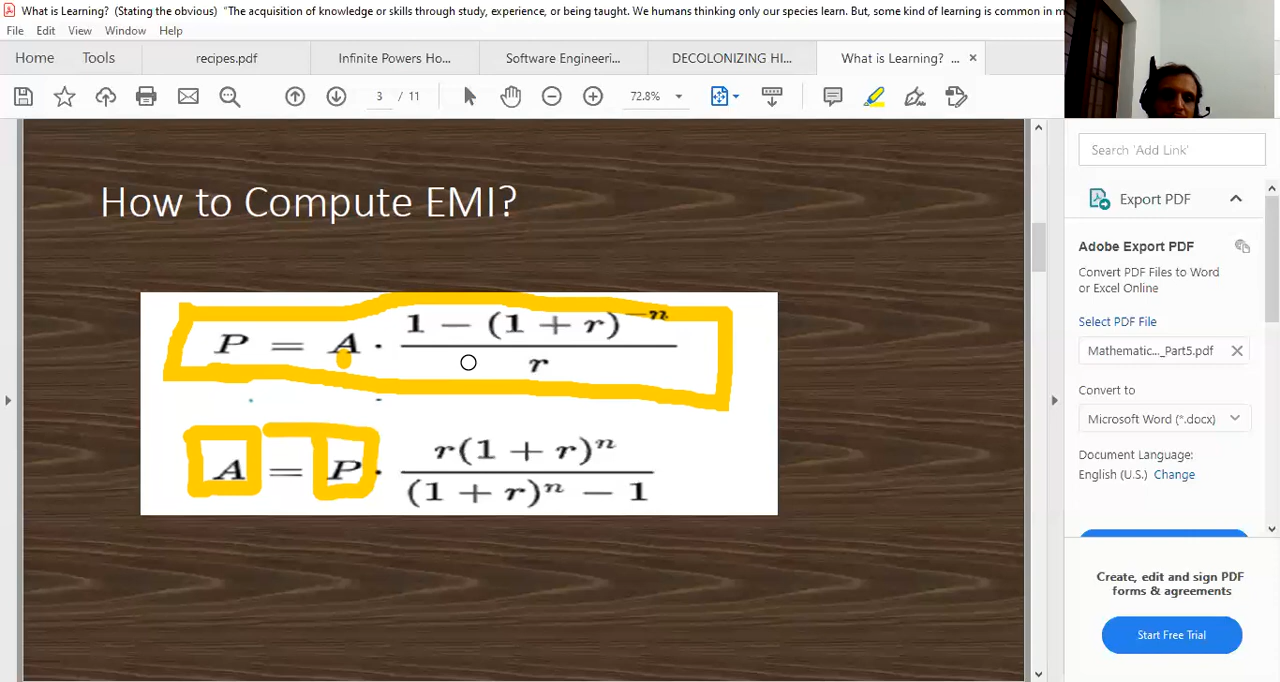 What is Learning? (Stating the obvious) "The acquisition of knowledge or skills through study, experience, or being taught. We humans thinking only our species learn. But, some kind of learning is common in m
File Edit View Window Help
Home Tools recipes.pdf Infinite Powers Ho... Software Engineeri... DECOLONIZING HI... What is Learning? ... ×
3 / 11 72.8%
How to Compute EMI?
P = A · \frac{1 − (1 + r)^{−n}}{r}
A = P · \frac{r(1 + r)^n}{(1 + r)^n − 1}
Search 'Add Link'
Export PDF
Adobe Export PDF
Convert PDF Files to Word
or Excel Online
Select PDF File
Mathematic..._Part5.pdf
Convert to
Microsoft Word (*.docx)
Document Language:
English (U.S.) Change
Create, edit and sign PDF
forms & agreements
Start Free Trial